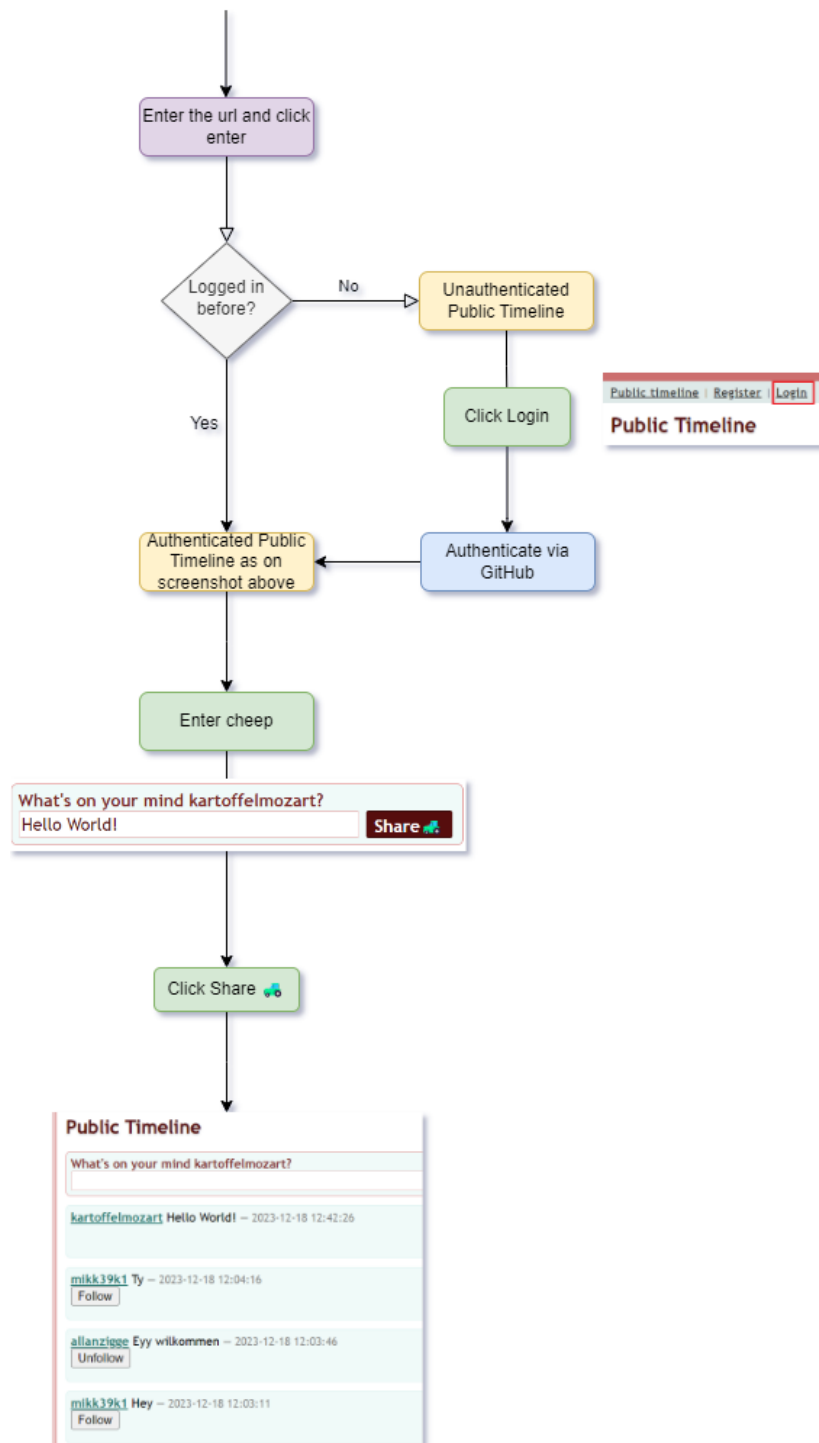 Enter the url and click
enter
Logged in
before?
No
Unauthenticated
Public Timeline
Public timeline | Register | Login
Public Timeline
Click Login
Yes
Authenticated Public
Timeline as on
screenshot above
Authenticate via
GitHub
Enter cheep
What's on your mind kartoffelmozart?
Hello World!
Share
Click Share
Public Timeline
What's on your mind kartoffelmozart?
kartoffelmozart Hello World! — 2023-12-18 12:42:26
mikk39k1 Ty — 2023-12-18 12:04:16
Follow
allanzigge Eyy wilkommen — 2023-12-18 12:03:46
Unfollow
mikk39k1 Hey — 2023-12-18 12:03:11
Follow